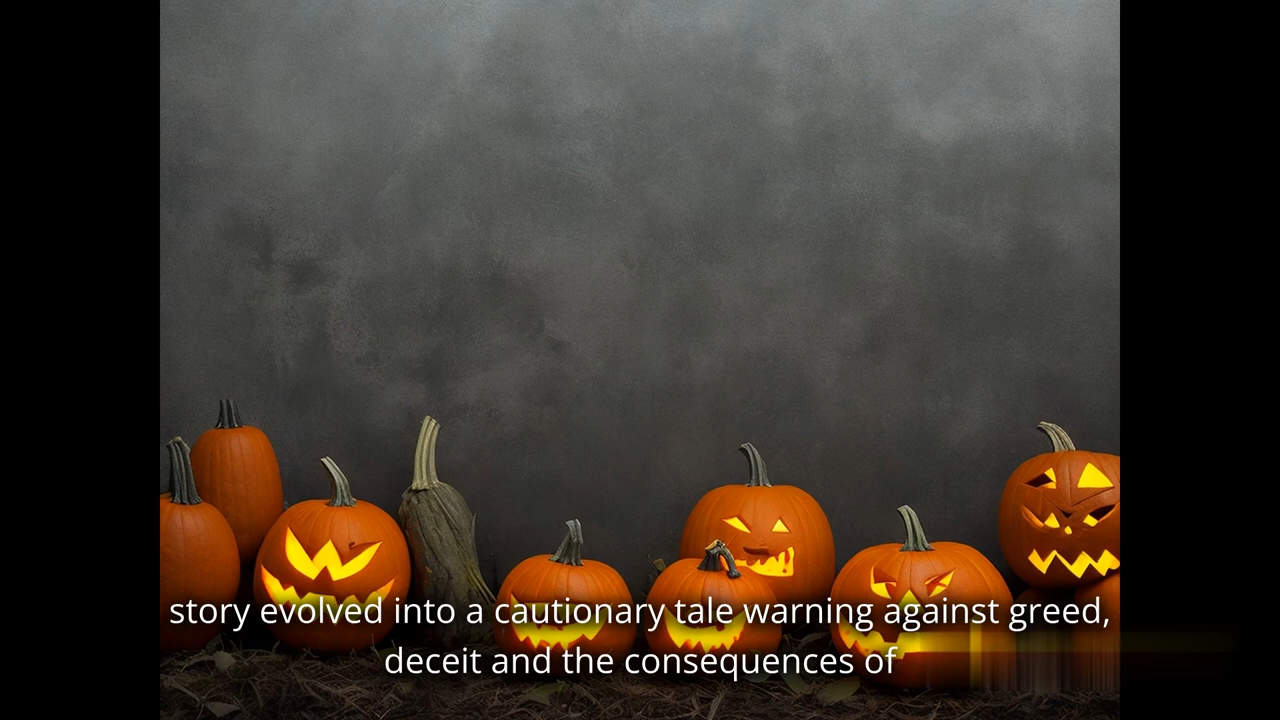 story evolved into a cautionary tale warning against greed,
deceit and the consequences of